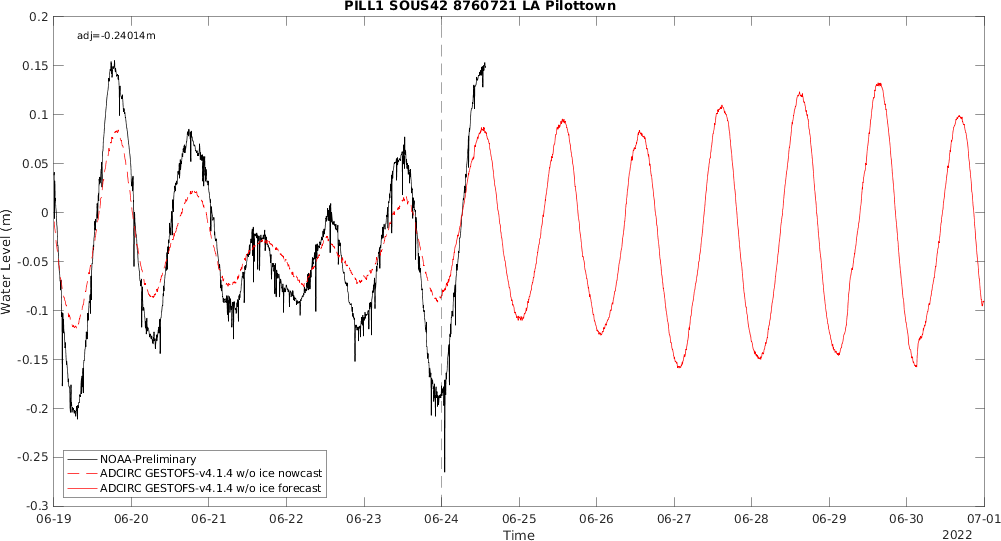 PILL1 SOUS42 8760721 LA Pilottown
adj=-0.24014m
0.2
0.15
0.1
0.05
0
-0.05
-0.1
-0.15
-0.2
-0.25
-0.3
Water Level (m)
NOAA-Preliminary
ADCIRC GESTOFS-v4.1.4 w/o ice nowcast
ADCIRC GESTOFS-v4.1.4 w/o ice forecast
06-19 06-20 06-21 06-22 06-23 06-24 06-25 06-26 06-27 06-28 06-29 06-30 07-01
Time
2022